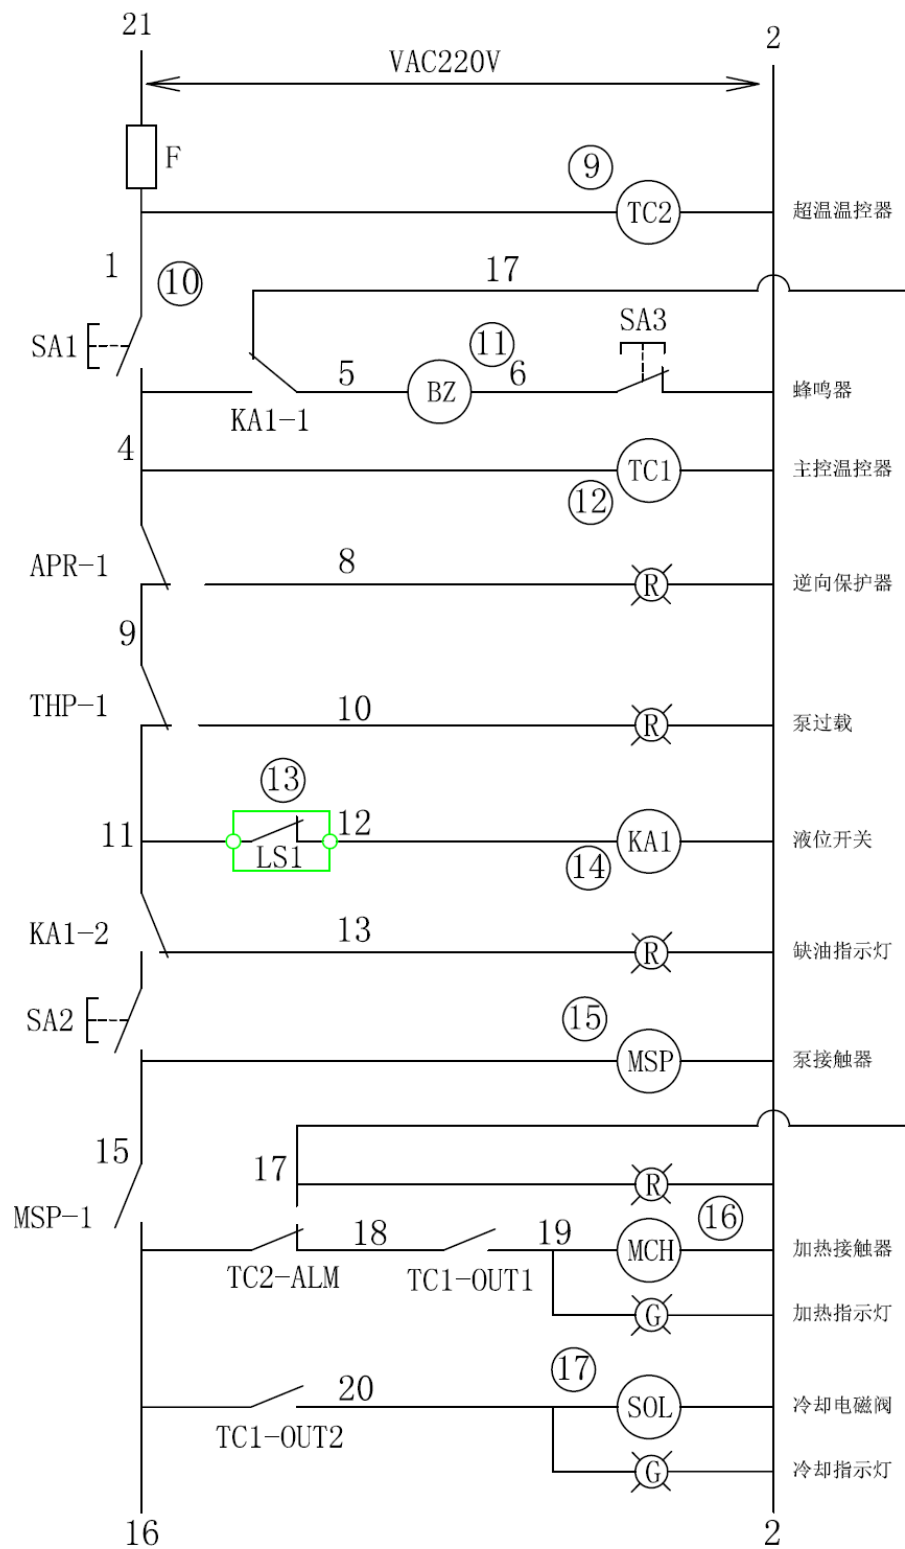 21
2
VAC220V
F
9
TC2
超温温控器
1
10
17
SA1
SA3
11
5
BZ
6
KA1-1
蜂鸣器
4
TC1
12
主控温控器
APR-1
8
R
逆向保护器
9
THP-1
10
R
泵过载
13
11
LS1
12
KA1
14
液位开关
KA1-2
13
R
缺油指示灯
SA2
15
MSP
泵接触器
15
17
R
MSP-1
16
18
19
MCH
TC2-ALM
TC1-OUT1
加热接触器
G
加热指示灯
17
20
SOL
TC1-OUT2
冷却电磁阀
G
冷却指示灯
16
2